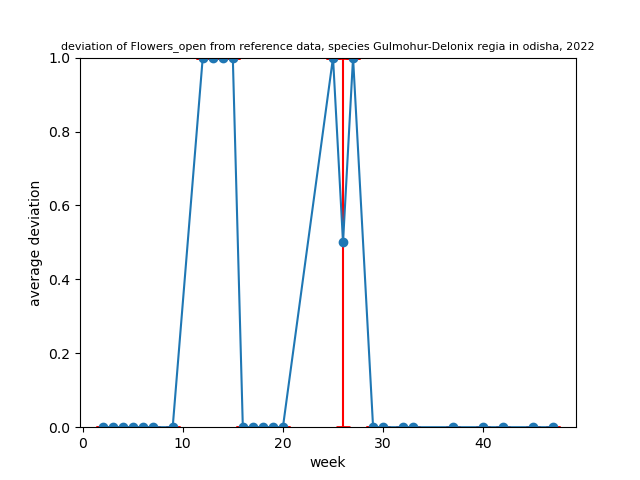 deviation of Flowers_open from reference data, species Gulmohur-Delonix regia in odisha, 2022
1.0
0.8
0.6
0.4
0.2
0.0
average deviation
0 10 20 30 40
week